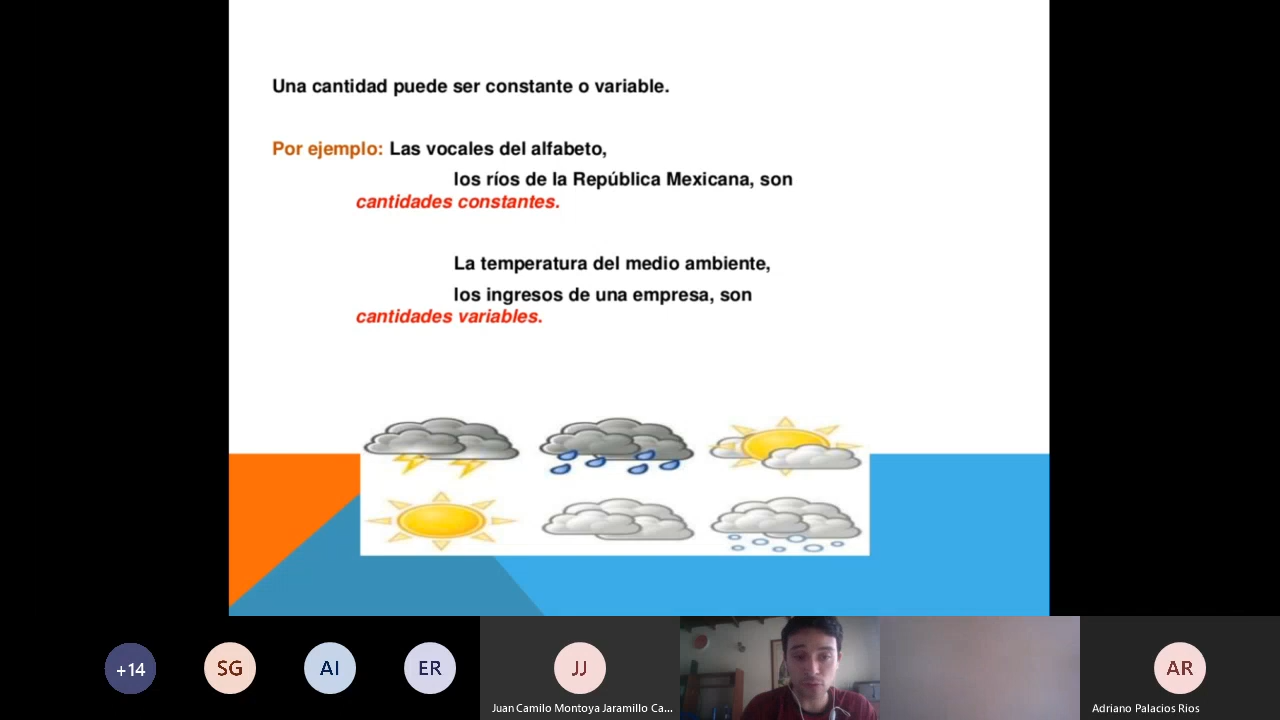 Una cantidad puede ser constante o variable.
Por ejemplo: Las vocales del alfabeto,
los ríos de la República Mexicana, son
cantidades constantes.
La temperatura del medio ambiente,
los ingresos de una empresa, son
cantidades variables.
+14
SG
AI
ER
JJ
AR
Juan Camilo Montoya Jaramillo Ca...
Adriano Palacios Rios